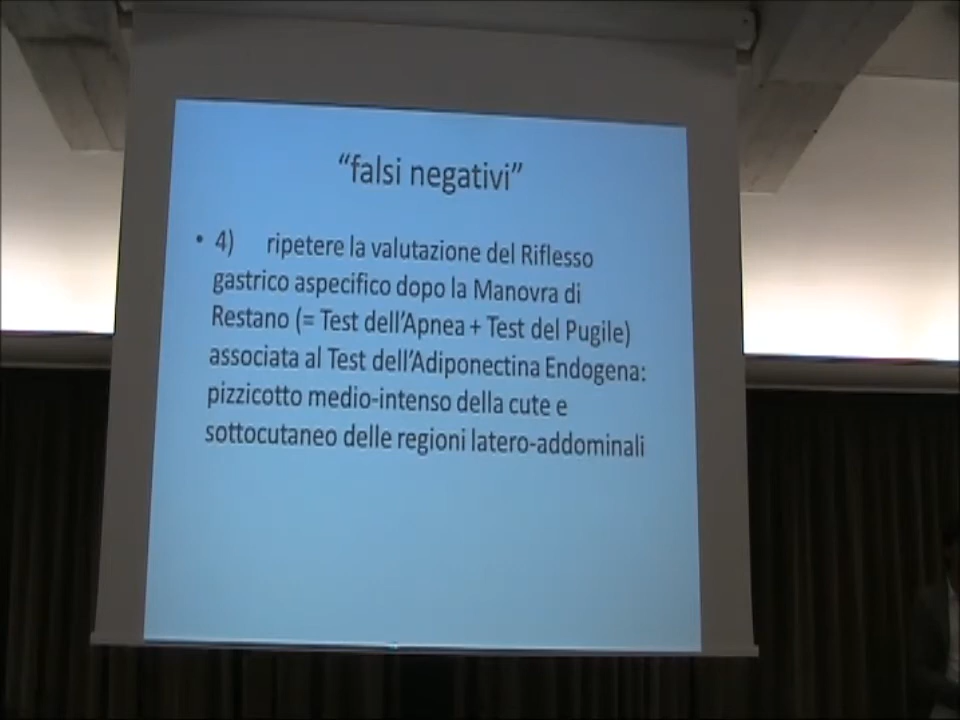 “falsi negativi”
• 4) ripetere la valutazione del Riflesso
gastrico aspecifico dopo la Manovra di
Restano (= Test dell’Apnea + Test del Pugile)
associata al Test dell’Adiponectina Endogena:
pizzicotto medio-intenso della cute e
sottocutaneo delle regioni latero-addominali